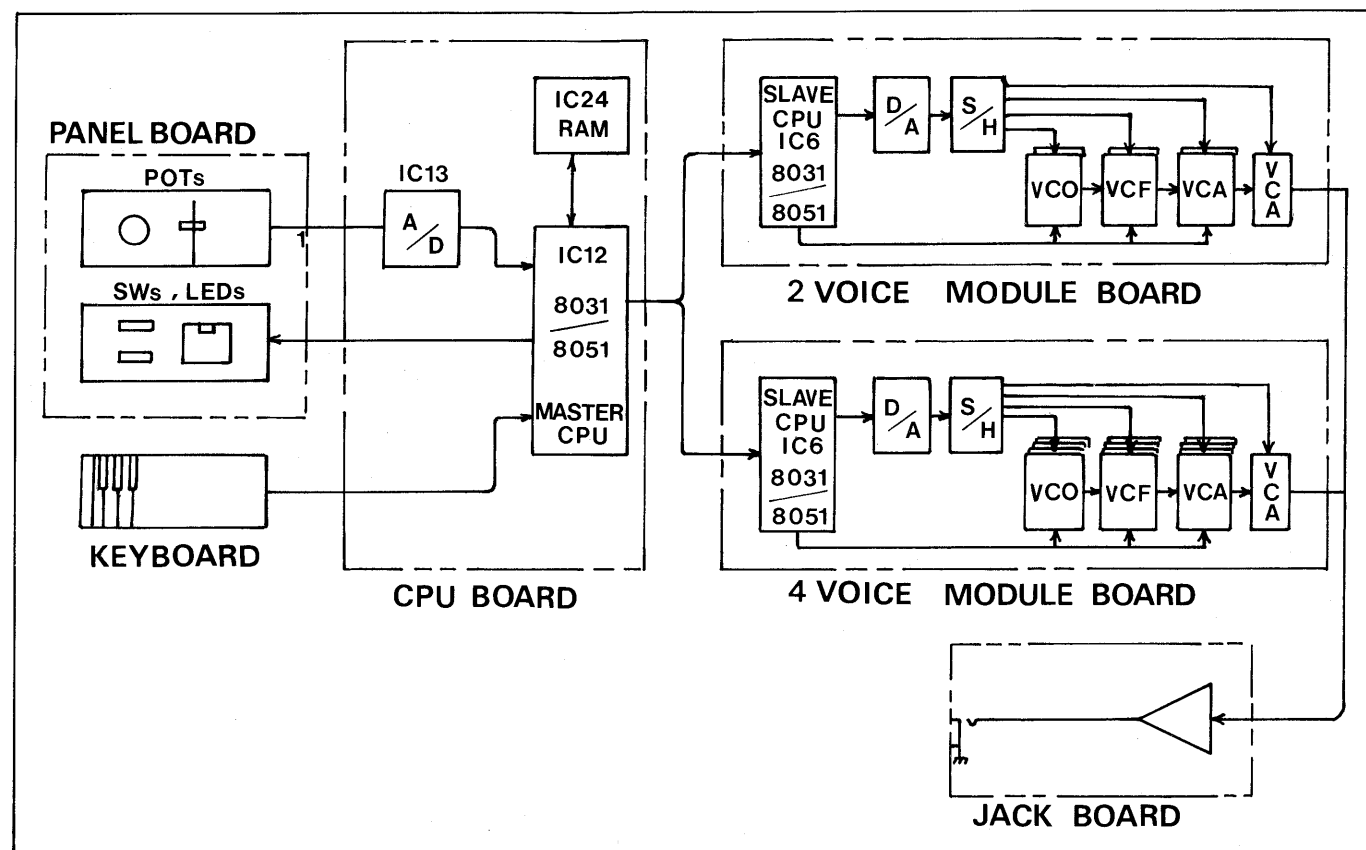 PANEL BOARD
POTs
SWs , LEDs
KEYBOARD
IC13
A/D
IC24
RAM
IC12
8031
8051
MASTER
CPU
CPU BOARD
SLAVE
CPU
IC6
8031
8051
D/A
S/H
VCO
VCF
VCA
VCA
2 VOICE MODULE BOARD
SLAVE
CPU
IC6
8031
8051
D/A
S/H
VCO
VCF
VCA
VCA
4 VOICE MODULE BOARD
JACK BOARD